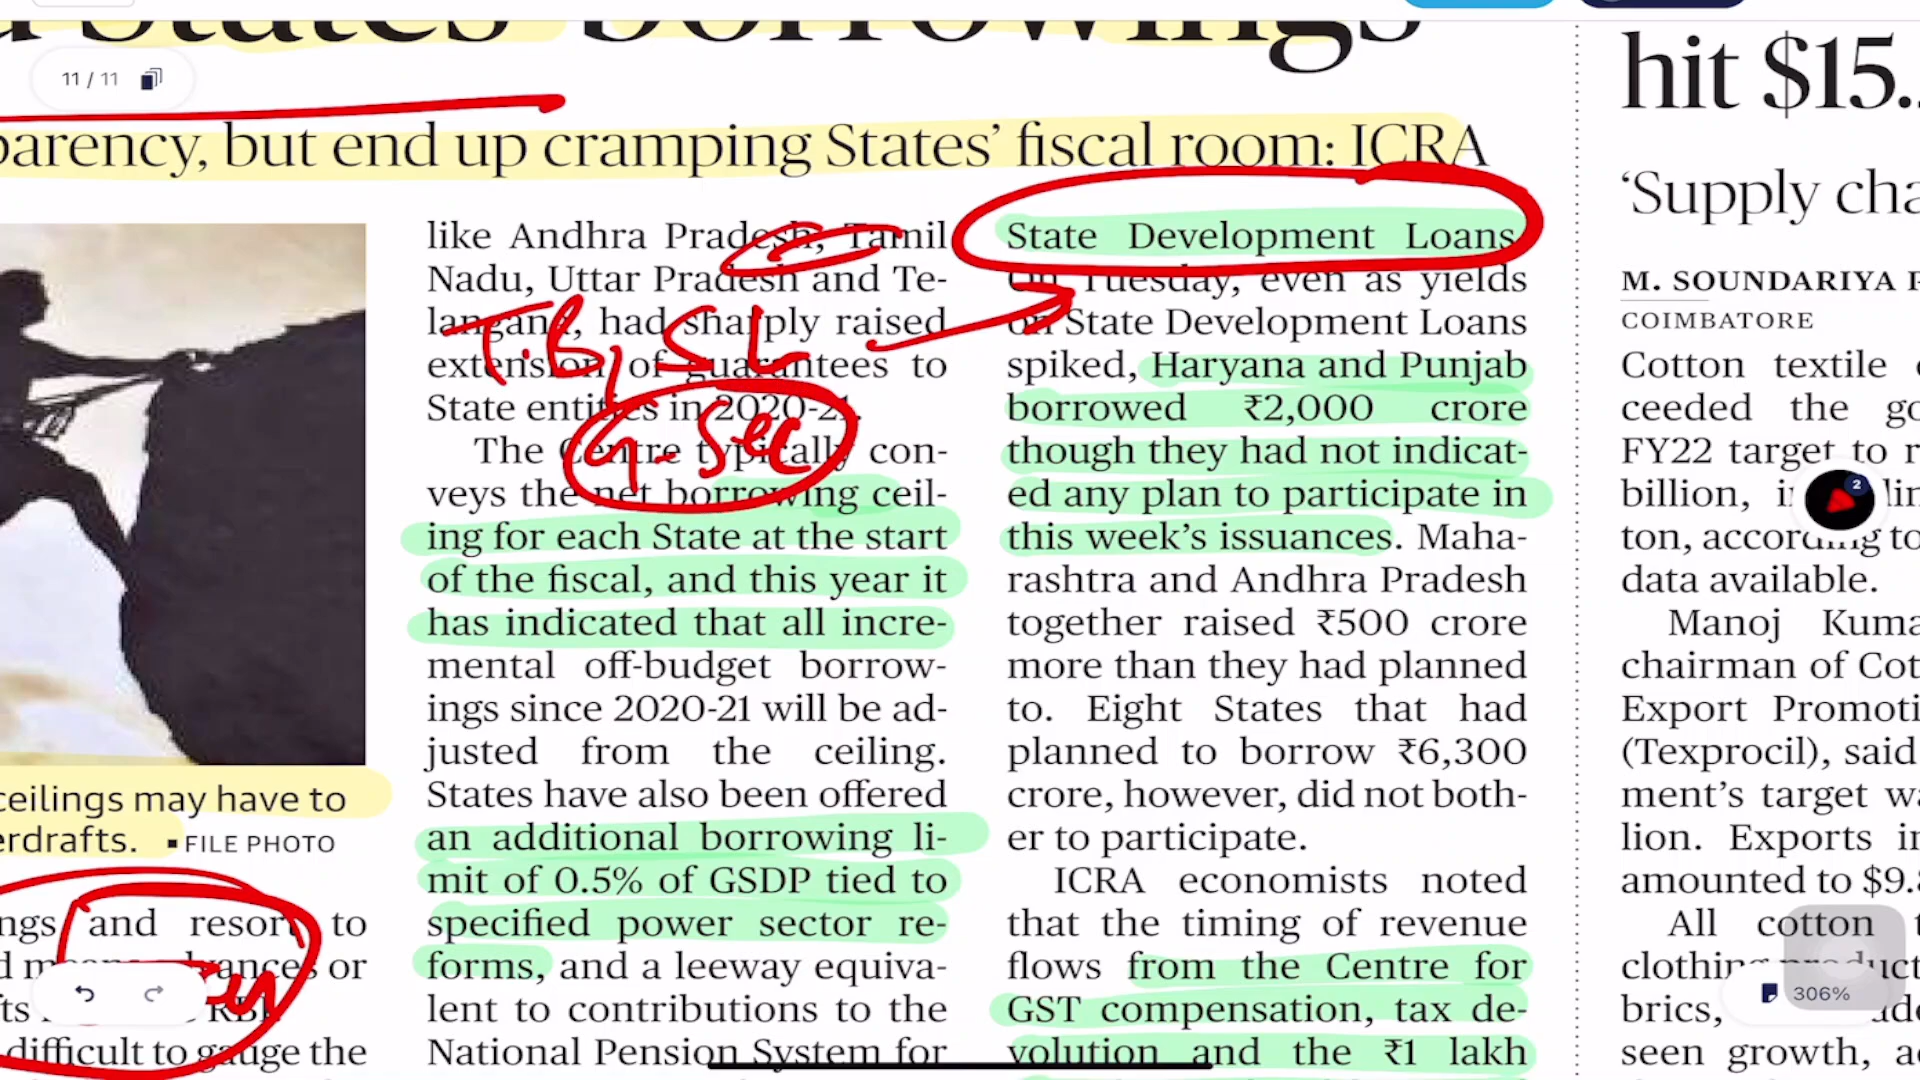 States' borrowings
11 / 11
parency, but end up cramping States' fiscal room: ICRA
ceilings may have to
erdrafts. ▪FILE PHOTO
ngs and resort to
or
RBI
difficult to gauge the
like Andhra Pradesh, Tamil
Nadu, Uttar Pradesh and Te-
langana, had sharply raised
extension of guarantees to
State entities in 2020-21.
T.B, SL
G-Sec
The Centre typically con-
veys the net borrowing ceil-
ing for each State at the start
of the fiscal, and this year it
has indicated that all incre-
mental off-budget borrow-
ings since 2020-21 will be ad-
justed from the ceiling.
States have also been offered
an additional borrowing li-
mit of 0.5% of GSDP tied to
specified power sector re-
forms, and a leeway equiva-
lent to contributions to the
National Pension System for
State Development Loans
On Tuesday, even as yields
on State Development Loans
spiked, Haryana and Punjab
borrowed ₹2,000 crore
though they had not indicat-
ed any plan to participate in
this week's issuances. Maha-
rashtra and Andhra Pradesh
together raised ₹500 crore
more than they had planned
to. Eight States that had
planned to borrow ₹6,300
crore, however, did not both-
er to participate.
ICRA economists noted
that the timing of revenue
flows from the Centre for
GST compensation, tax de-
volution and the ₹1 lakh
hit $15.
'Supply cha
M. SOUNDARIYA P
COIMBATORE
Cotton textile
ceeded the go
FY22 target to r
billion,
ton, according to
data available.
Manoj Kuma
chairman of Cot
Export Promoti
(Texprocil), said
ment's target wa
lion. Exports in
amounted to $9.8
All cotton
clothing product
brics,
seen growth, a
2
306%